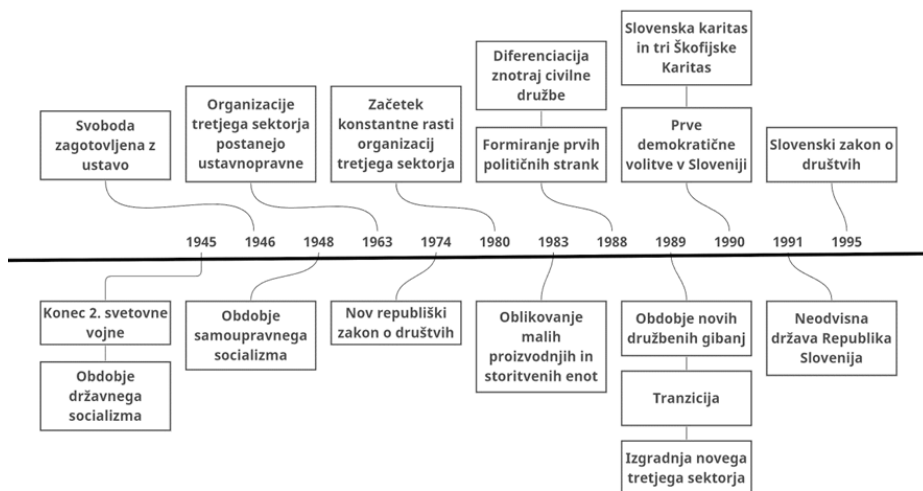 Svoboda
zagotovljena z
ustavo
Organizacije
tretjega sektorja
postanejo
ustavnopravne
Začetek
konstantne rasti
organizacij
tretjega sektorja
Diferenciacija
znotraj civilne
družbe
Formiranje prvih
političnih strank
Slovenska karitas
in tri Škofijske
Karitas
Prve
demokratične
volitve v Sloveniji
Slovenski zakon o
društvih
1945 1946 1948 1963 1974 1980 1983 1988 1989 1990 1991 1995
Konec 2. svetovne
vojne
Obdobje
državnega
socializma
Obdobje
samoupravnega
socializma
Nov republiški
zakon o društvih
Oblikovanje
malih
proizvodnjih in
storitvenih enot
Obdobje novih
družbenih gibanj
Tranzicija
Izgradnja novega
tretjega sektorja
Neodvisna
država Republika
Slovenija